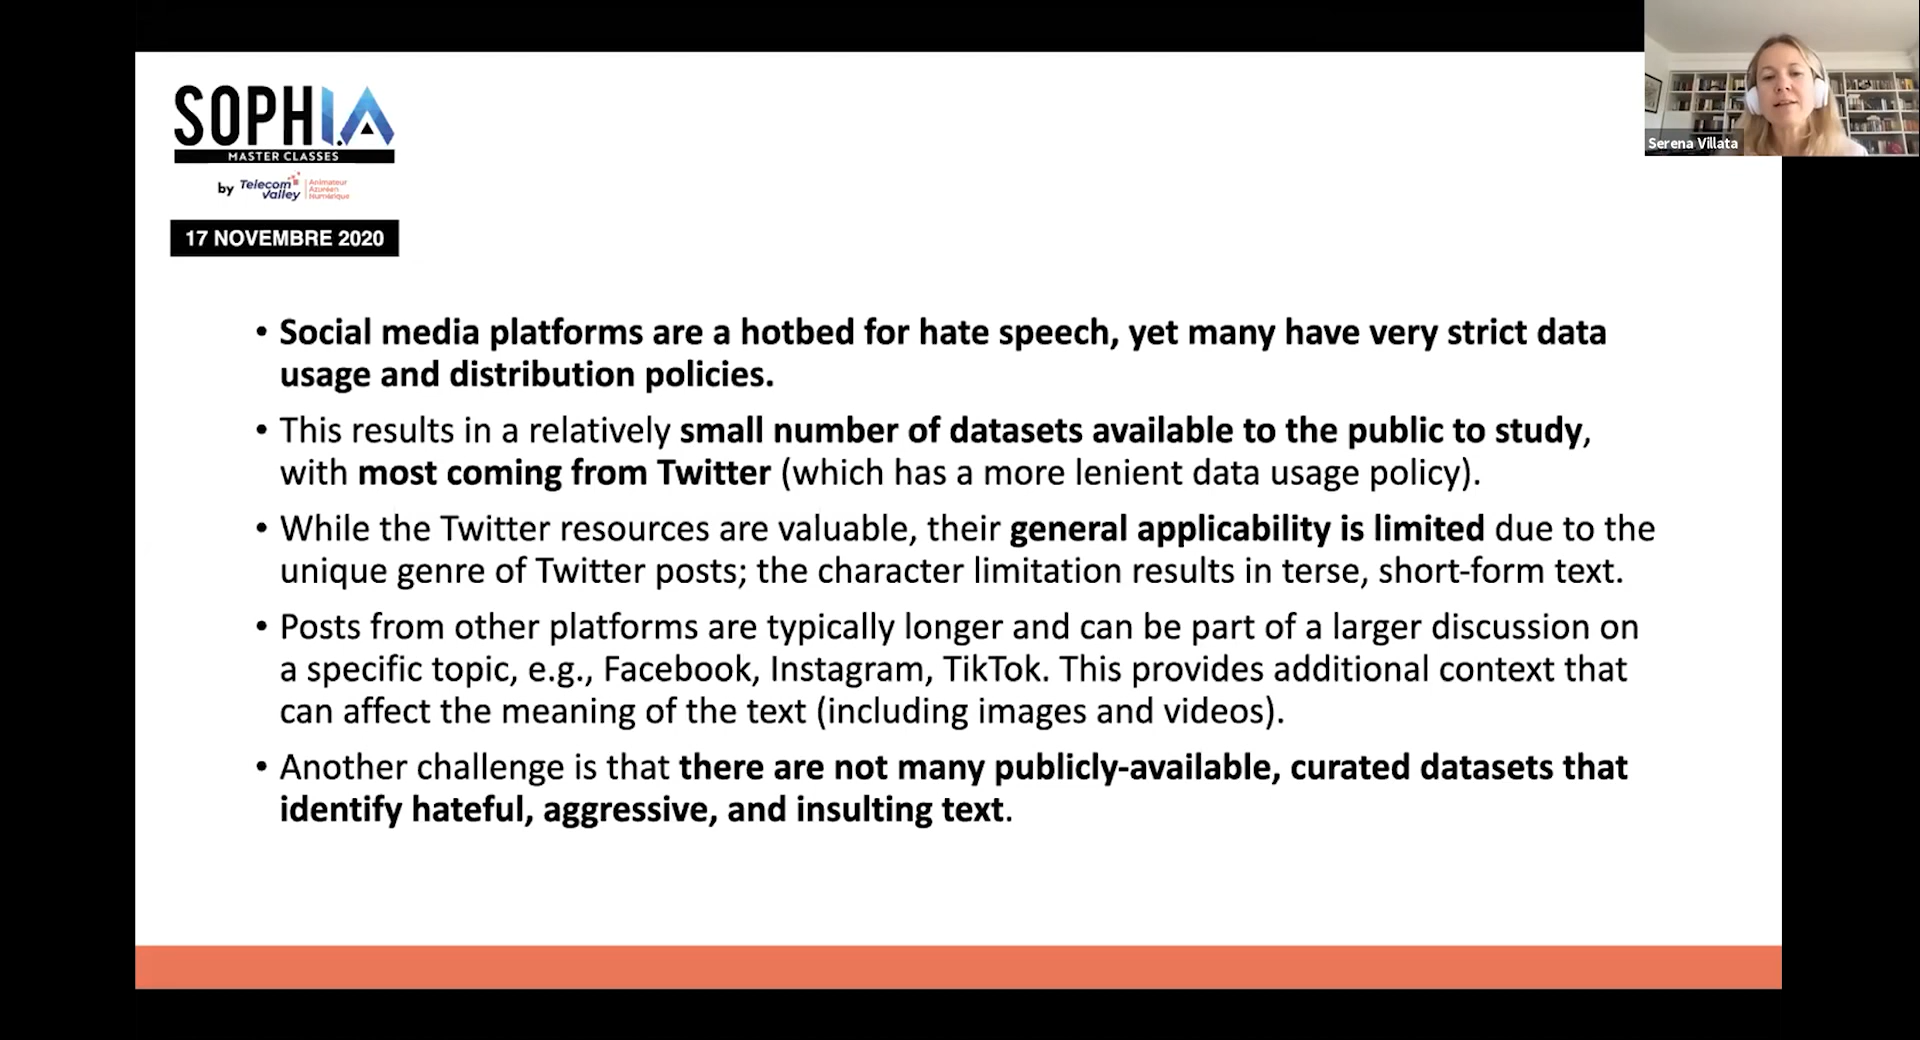 SOPHI.A
MASTER CLASSES
by Telecom Valley
Animateur
Azuréen
Numérique
17 NOVEMBRE 2020
Serena Villata
• Social media platforms are a hotbed for hate speech, yet many have very strict data
usage and distribution policies.
• This results in a relatively small number of datasets available to the public to study,
with most coming from Twitter (which has a more lenient data usage policy).
• While the Twitter resources are valuable, their general applicability is limited due to the
unique genre of Twitter posts; the character limitation results in terse, short-form text.
• Posts from other platforms are typically longer and can be part of a larger discussion on
a specific topic, e.g., Facebook, Instagram, TikTok. This provides additional context that
can affect the meaning of the text (including images and videos).
• Another challenge is that there are not many publicly-available, curated datasets that
identify hateful, aggressive, and insulting text.